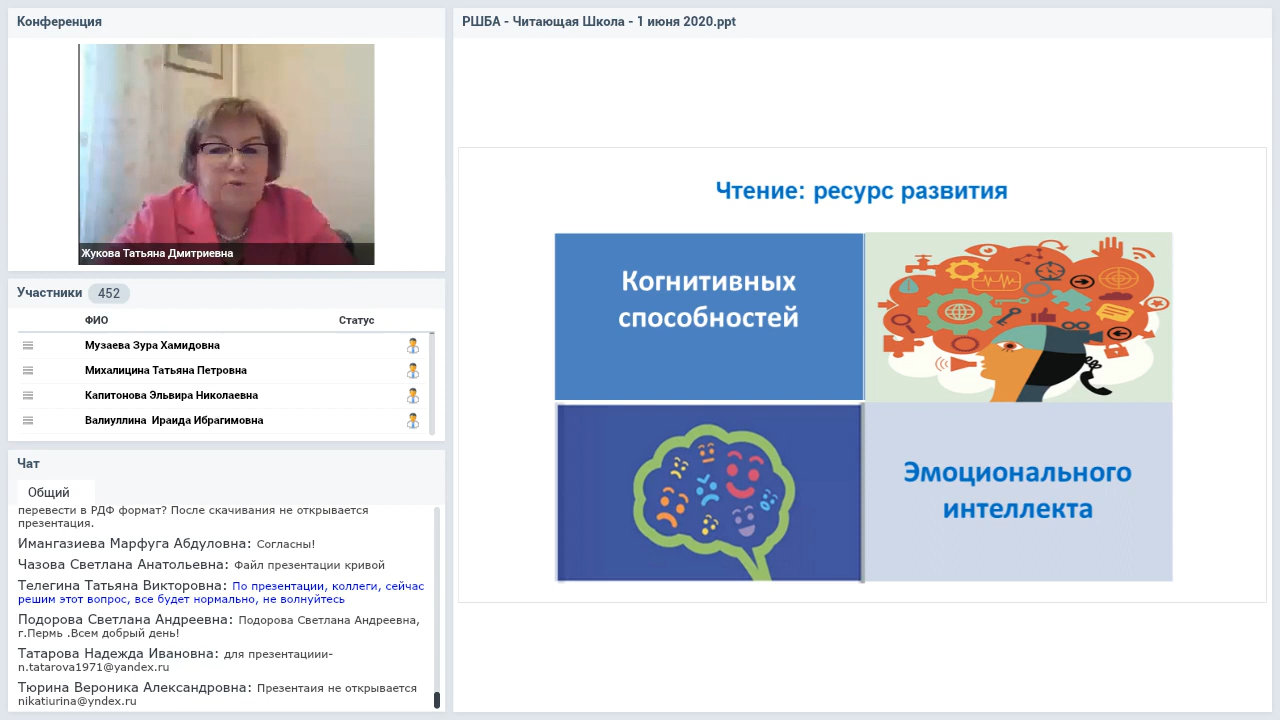 Конференция
Жукова Татьяна Дмитриевна
Участники 452
ФИО Статус
Музаева Зура Хамидовна
Михалицина Татьяна Петровна
Капитонова Эльвира Николаевна
Валиуллина Ираида Ибрагимовна
Чат
Общий
перевести в РДФ формат? После скачивания не открывается
презентация.
Имангазиева Марфуга Абдуловна: Согласны!
Чазова Светлана Анатольевна: Файл презентации кривой
Телегина Татьяна Викторовна: По презентации, коллеги, сейчас
решим этот вопрос, все будет нормально, не волнуйтесь
Подорова Светлана Андреевна: Подорова Светлана Андреевна,
г.Пермь .Всем добрый день!
Татарова Надежда Ивановна: для презентациии-
n.tatarova1971@yandex.ru
Тюрина Вероника Александровна: Презентаия не открывается
nikatiurina@yndex.ru
РШБА - Читающая Школа - 1 июня 2020.ppt
Чтение: ресурс развития
Когнитивных
способностей
Эмоционального
интеллекта